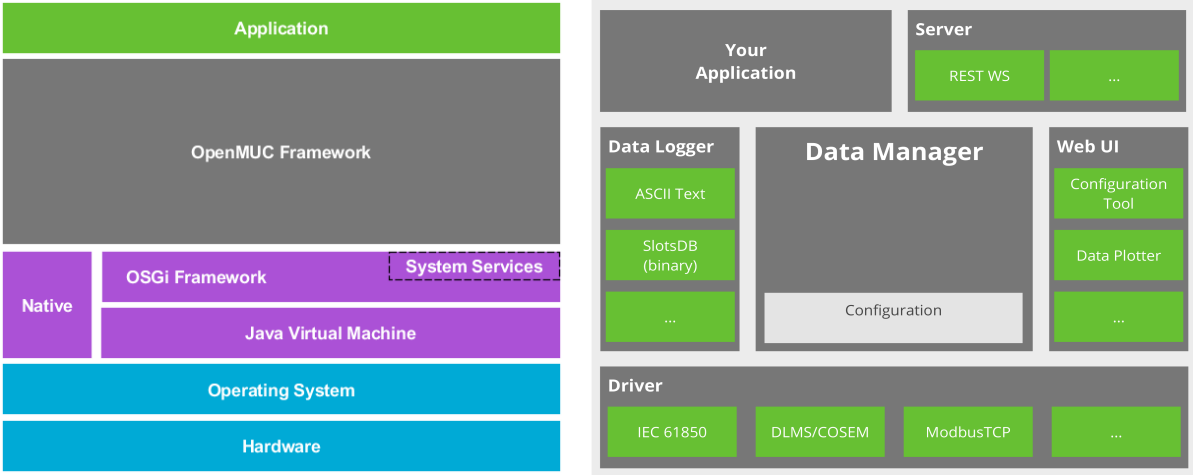 Application
OpenMUC Framework
Native
OSGi Framework
System Services
Java Virtual Machine
Operating System
Hardware
Your
Application
Server
REST WS
...
Data Logger
ASCII Text
SlotsDB
(binary)
...
Data Manager
Configuration
Web UI
Configuration
Tool
Data Plotter
...
Driver
IEC 61850
DLMS/COSEM
ModbusTCP
...